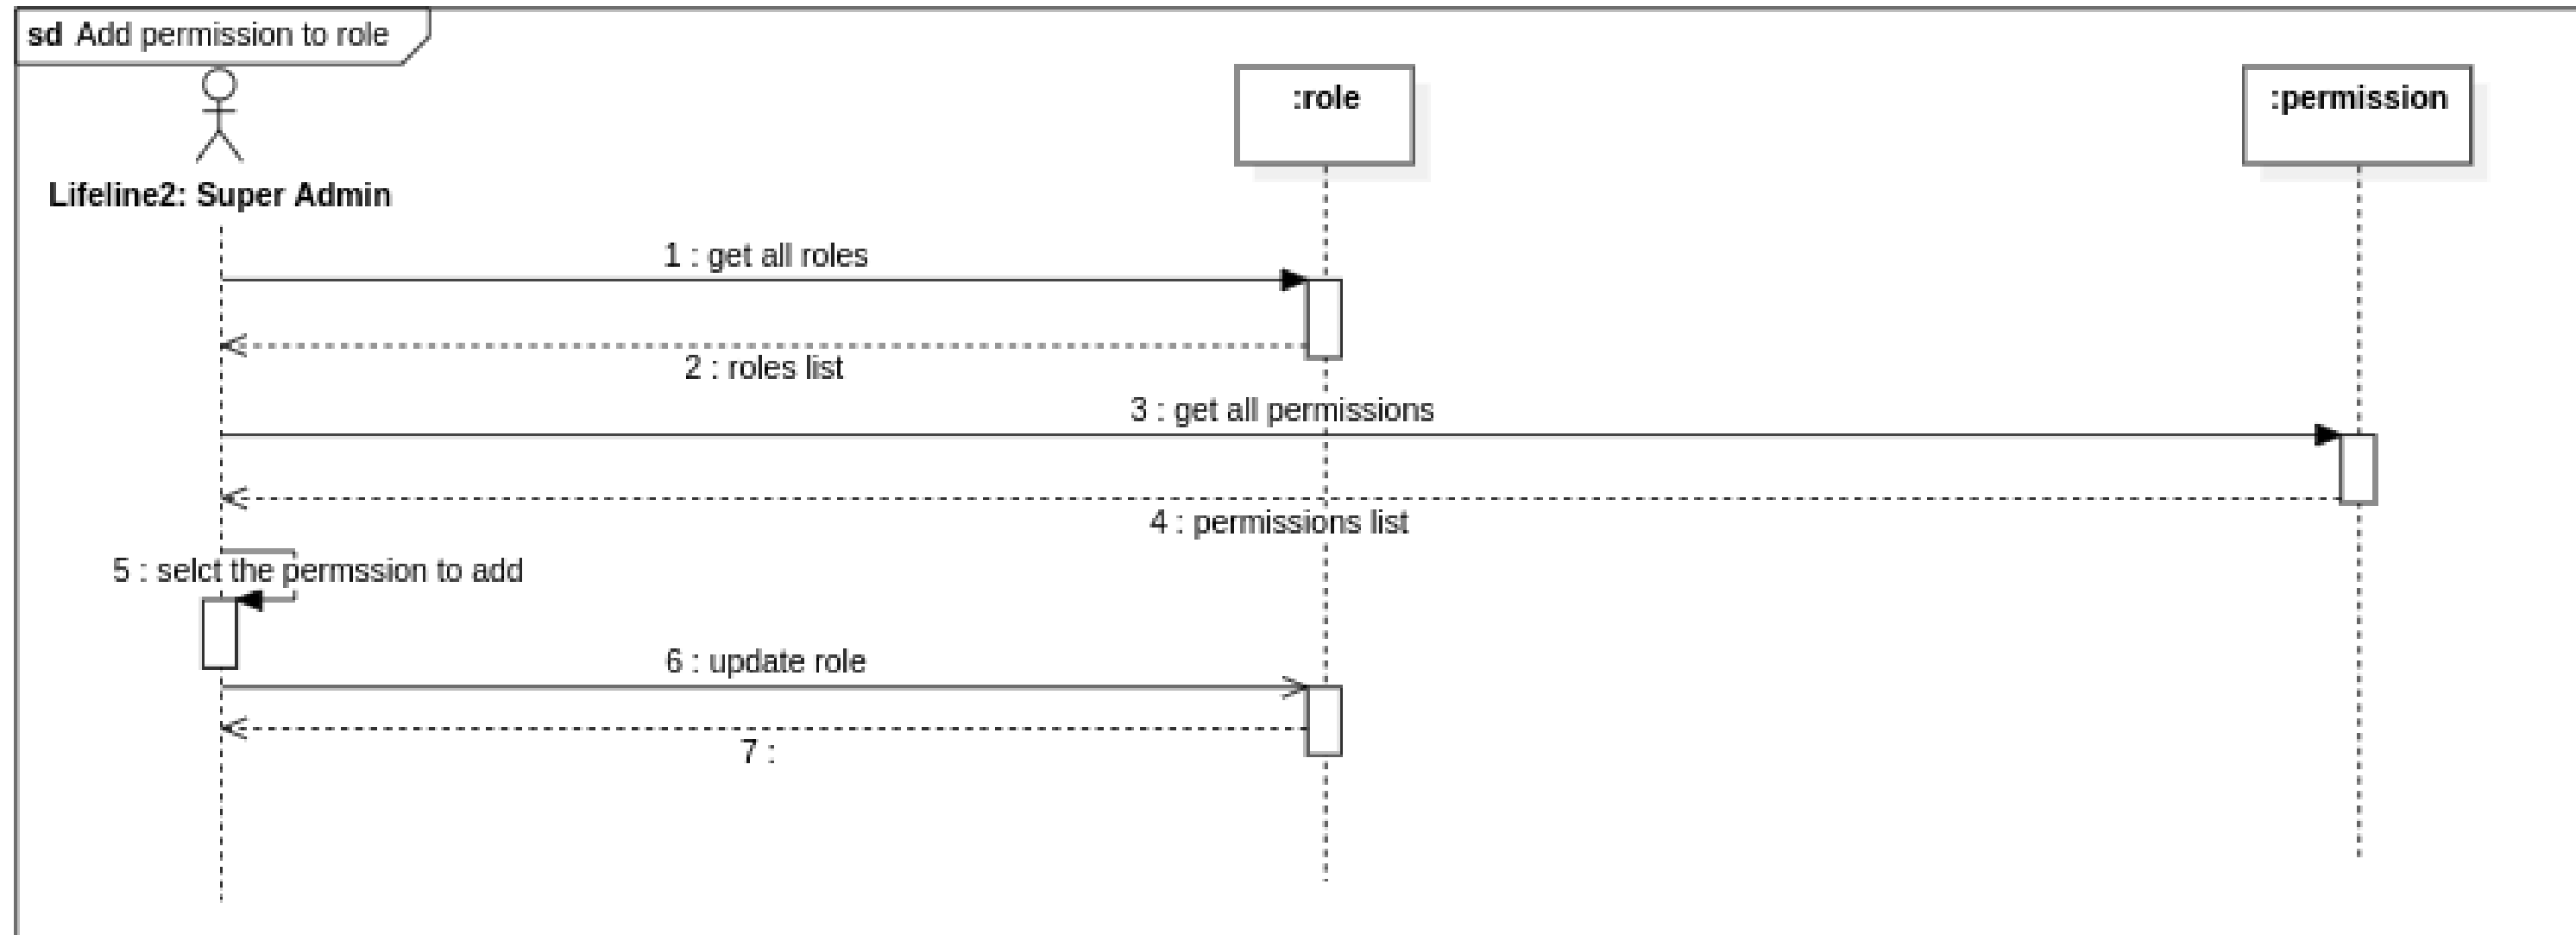 sd Add permission to role
:role
:permission
Lifeline2: Super Admin
1 : get all roles
2 : roles list
3 : get all permissions
4 : permissions list
5 : selct the permssion to add
6 : update role
7 :